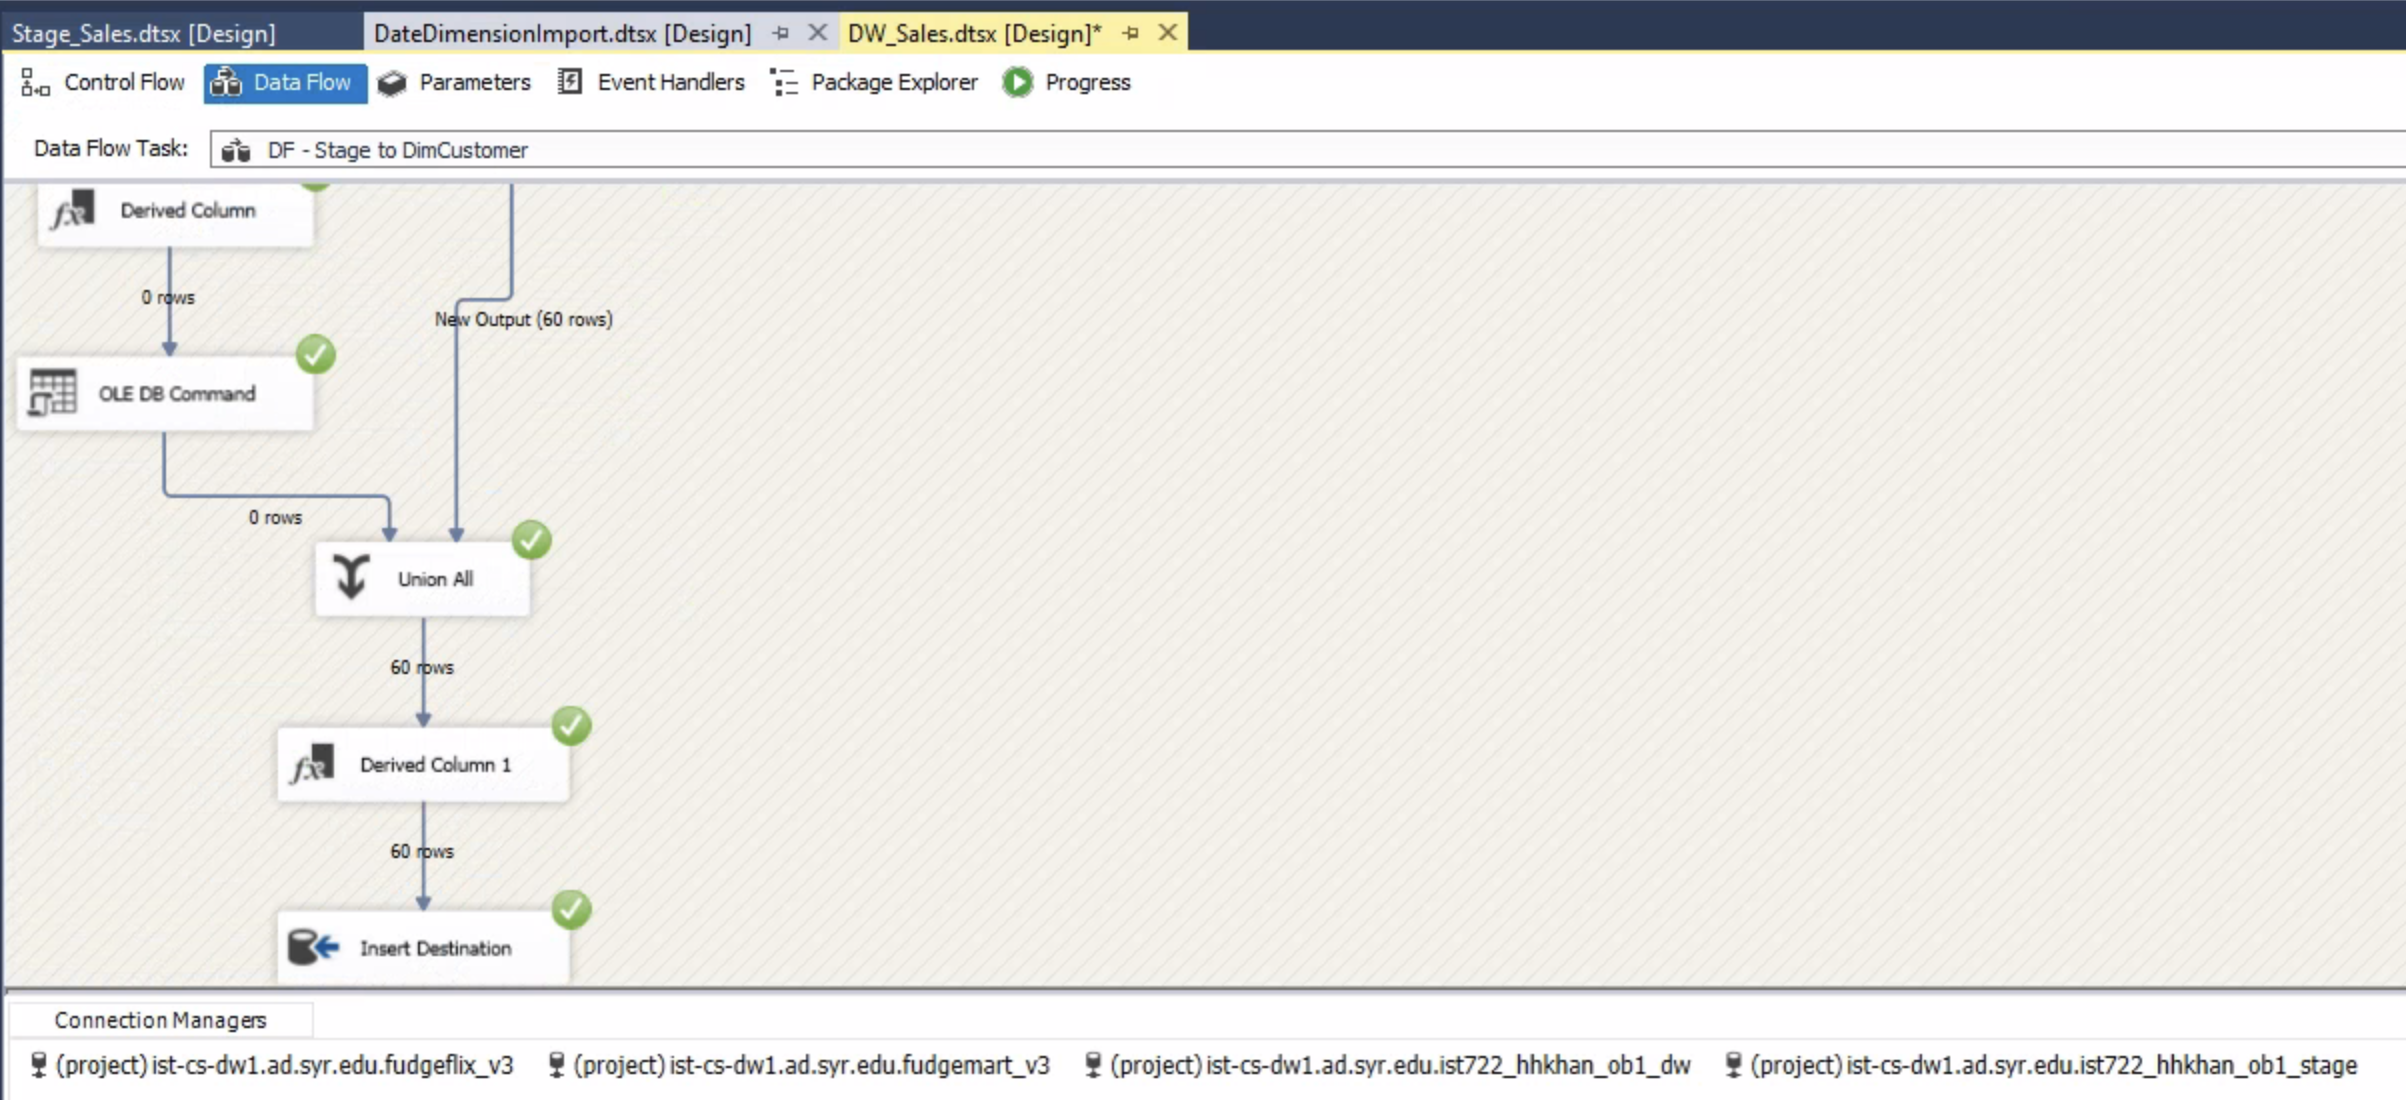 Stage_Sales.dtsx [Design] DateDimensionImport.dtsx [Design] DW_Sales.dtsx [Design]*
Control Flow Data Flow Parameters Event Handlers Package Explorer Progress
Data Flow Task: DF - Stage to DimCustomer
Derived Column
0 rows
New Output (60 rows)
OLE DB Command
0 rows
Union All
60 rows
Derived Column 1
60 rows
Insert Destination
Connection Managers
(project) ist-cs-dw1.ad.syr.edu.fudgeflix_v3 (project) ist-cs-dw1.ad.syr.edu.fudgemart_v3 (project) ist-cs-dw1.ad.syr.edu.ist722_hhkhan_ob1_dw (project) ist-cs-dw1.ad.syr.edu.ist722_hhkhan_ob1_stage